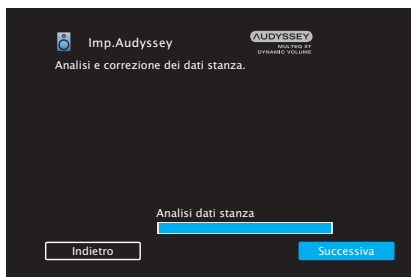 Imp.Audyssey
AUDYSSEY
MULTEQ XT
DYNAMIC VOLUME
Analisi e correzione dei dati stanza.
Analisi dati stanza
Indietro
Successiva